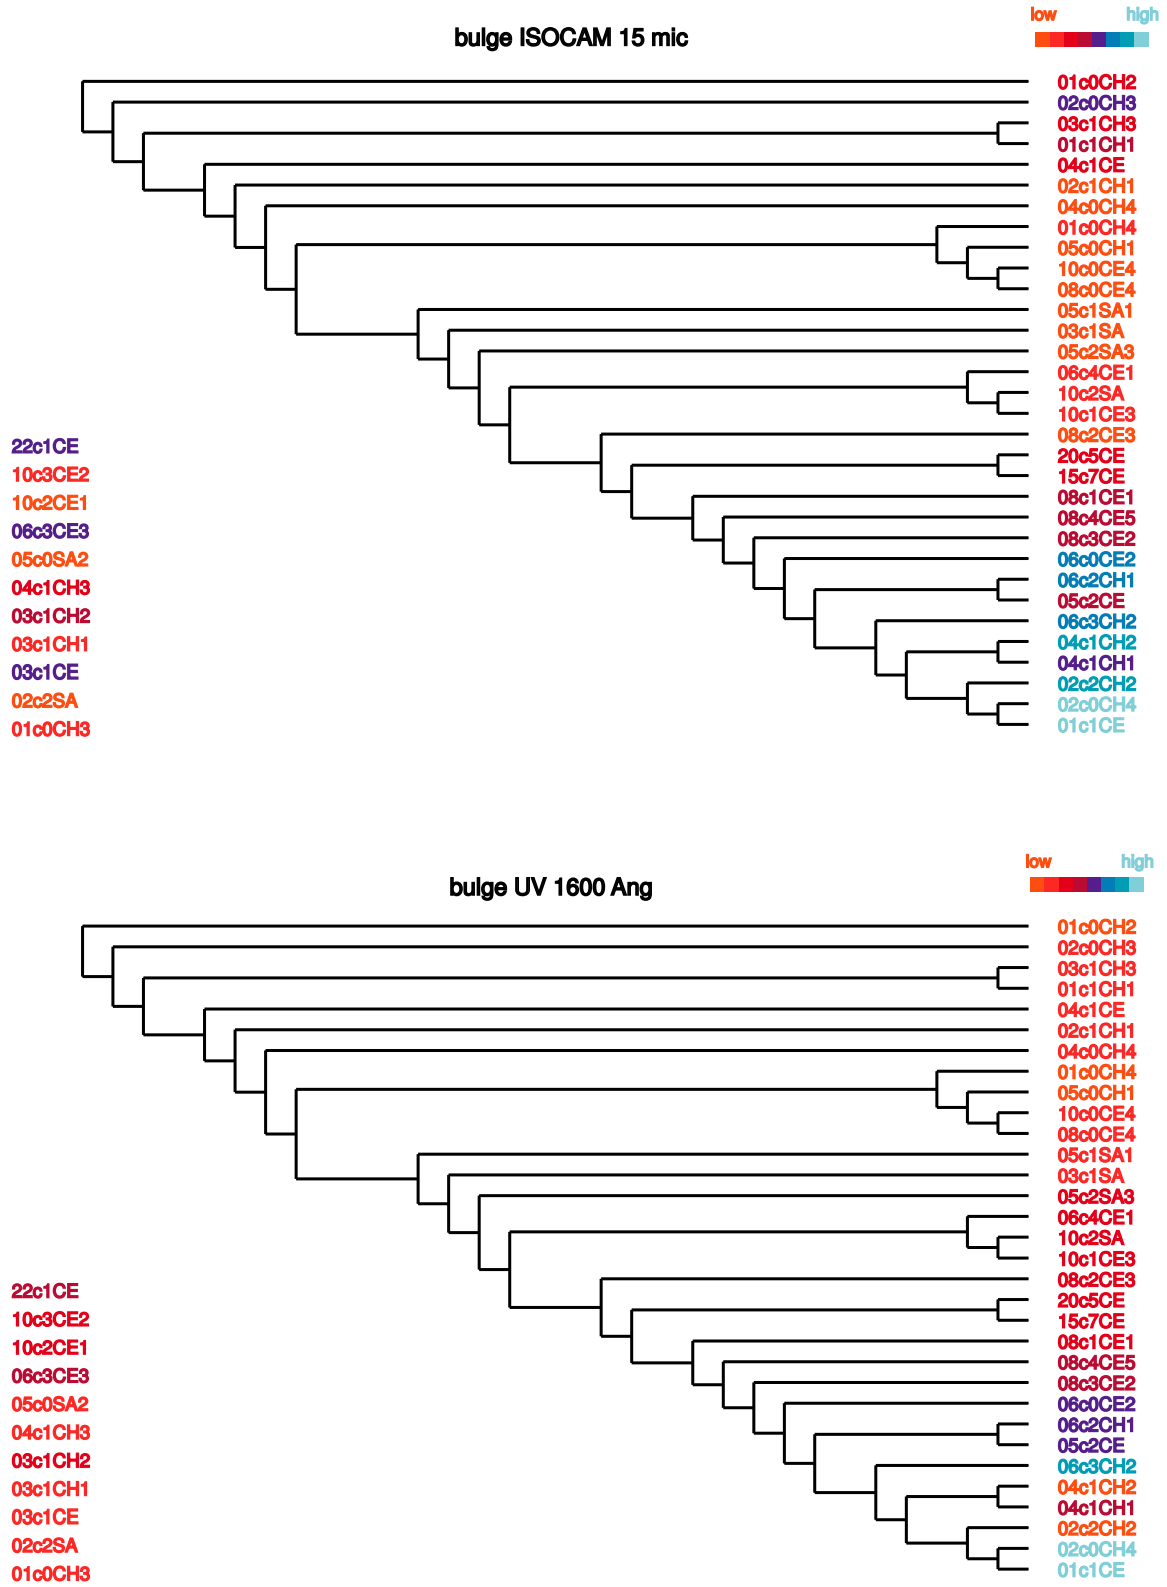 low high
bulge ISOCAM 15 mic
01c0CH2
02c0CH3
03c1CH3
01c1CH1
04c1CE
02c1CH1
04c0CH4
01c0CH4
05c0CH1
10c0CE4
08c0CE4
05c1SA1
03c1SA
05c2SA3
06c4CE1
10c2SA
10c1CE3
08c2CE3
20c5CE
15c7CE
08c1CE1
08c4CE5
08c3CE2
06c0CE2
06c2CH1
05c2CE
06c3CH2
04c1CH2
04c1CH1
02c2CH2
02c0CH4
01c1CE
22c1CE
10c3CE2
10c2CE1
06c3CE3
05c0SA2
04c1CH3
03c1CH2
03c1CH1
03c1CE
02c2SA
01c0CH3
low high
bulge UV 1600 Ang
01c0CH2
02c0CH3
03c1CH3
01c1CH1
04c1CE
02c1CH1
04c0CH4
01c0CH4
05c0CH1
10c0CE4
08c0CE4
05c1SA1
03c1SA
05c2SA3
06c4CE1
10c2SA
10c1CE3
08c2CE3
20c5CE
15c7CE
08c1CE1
08c4CE5
08c3CE2
06c0CE2
06c2CH1
05c2CE
06c3CH2
04c1CH2
04c1CH1
02c2CH2
02c0CH4
01c1CE
22c1CE
10c3CE2
10c2CE1
06c3CE3
05c0SA2
04c1CH3
03c1CH2
03c1CH1
03c1CE
02c2SA
01c0CH3